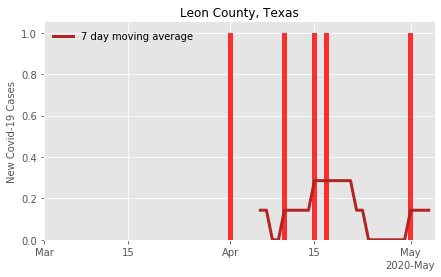 Leon County, Texas
7 day moving average
New Covid-19 Cases
1.0
0.8
0.6
0.4
0.2
0.0
Mar
15
Apr
15
May
2020-May